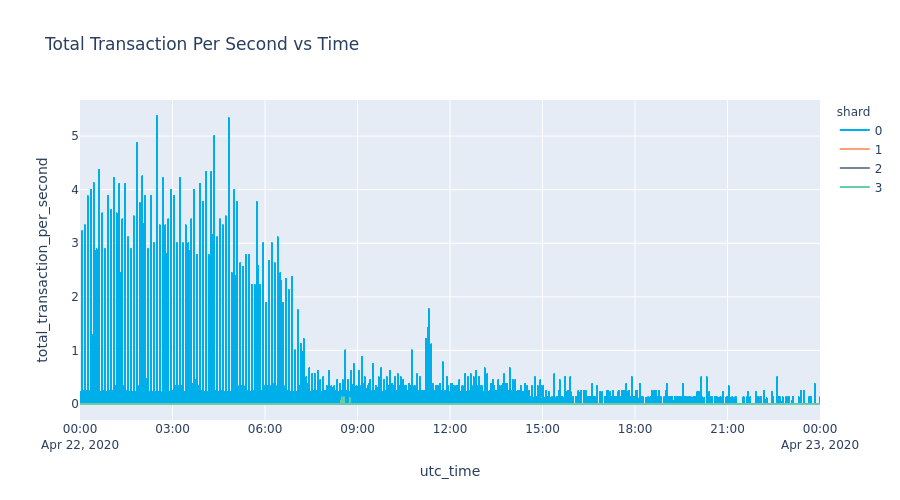 Total Transaction Per Second vs Time
shard
0
1
2
3
total_transaction_per_second
5
4
3
2
1
0
00:00 03:00 06:00 09:00 12:00 15:00 18:00 21:00 00:00
Apr 22, 2020 Apr 23, 2020
utc_time